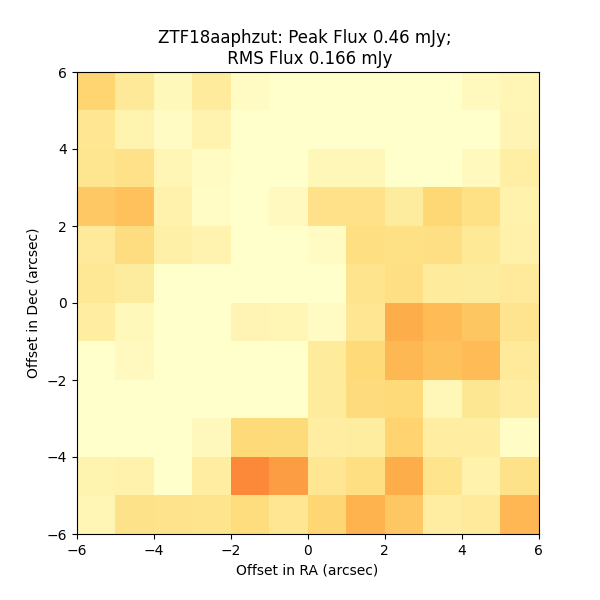 ZTF18aaphzut: Peak Flux 0.46 mJy;
RMS Flux 0.166 mJy
6
4
2
0
−2
−4
−6
Offset in Dec (arcsec)
−6 −4 −2 0 2 4 6
Offset in RA (arcsec)